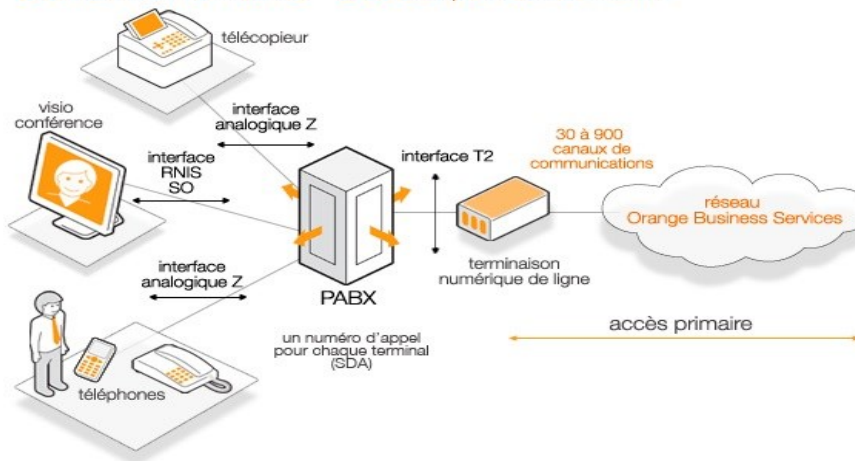 télécopieur
visio
conférence
interface
analogique Z
interface
RNIS
SO
interface
analogique Z
téléphones
PABX
un numéro d'appel
pour chaque terminal
(SDA)
interface T2
terminaison
numérique de ligne
30 à 900
canaux de
communications
réseau
Orange Business Services
accès primaire